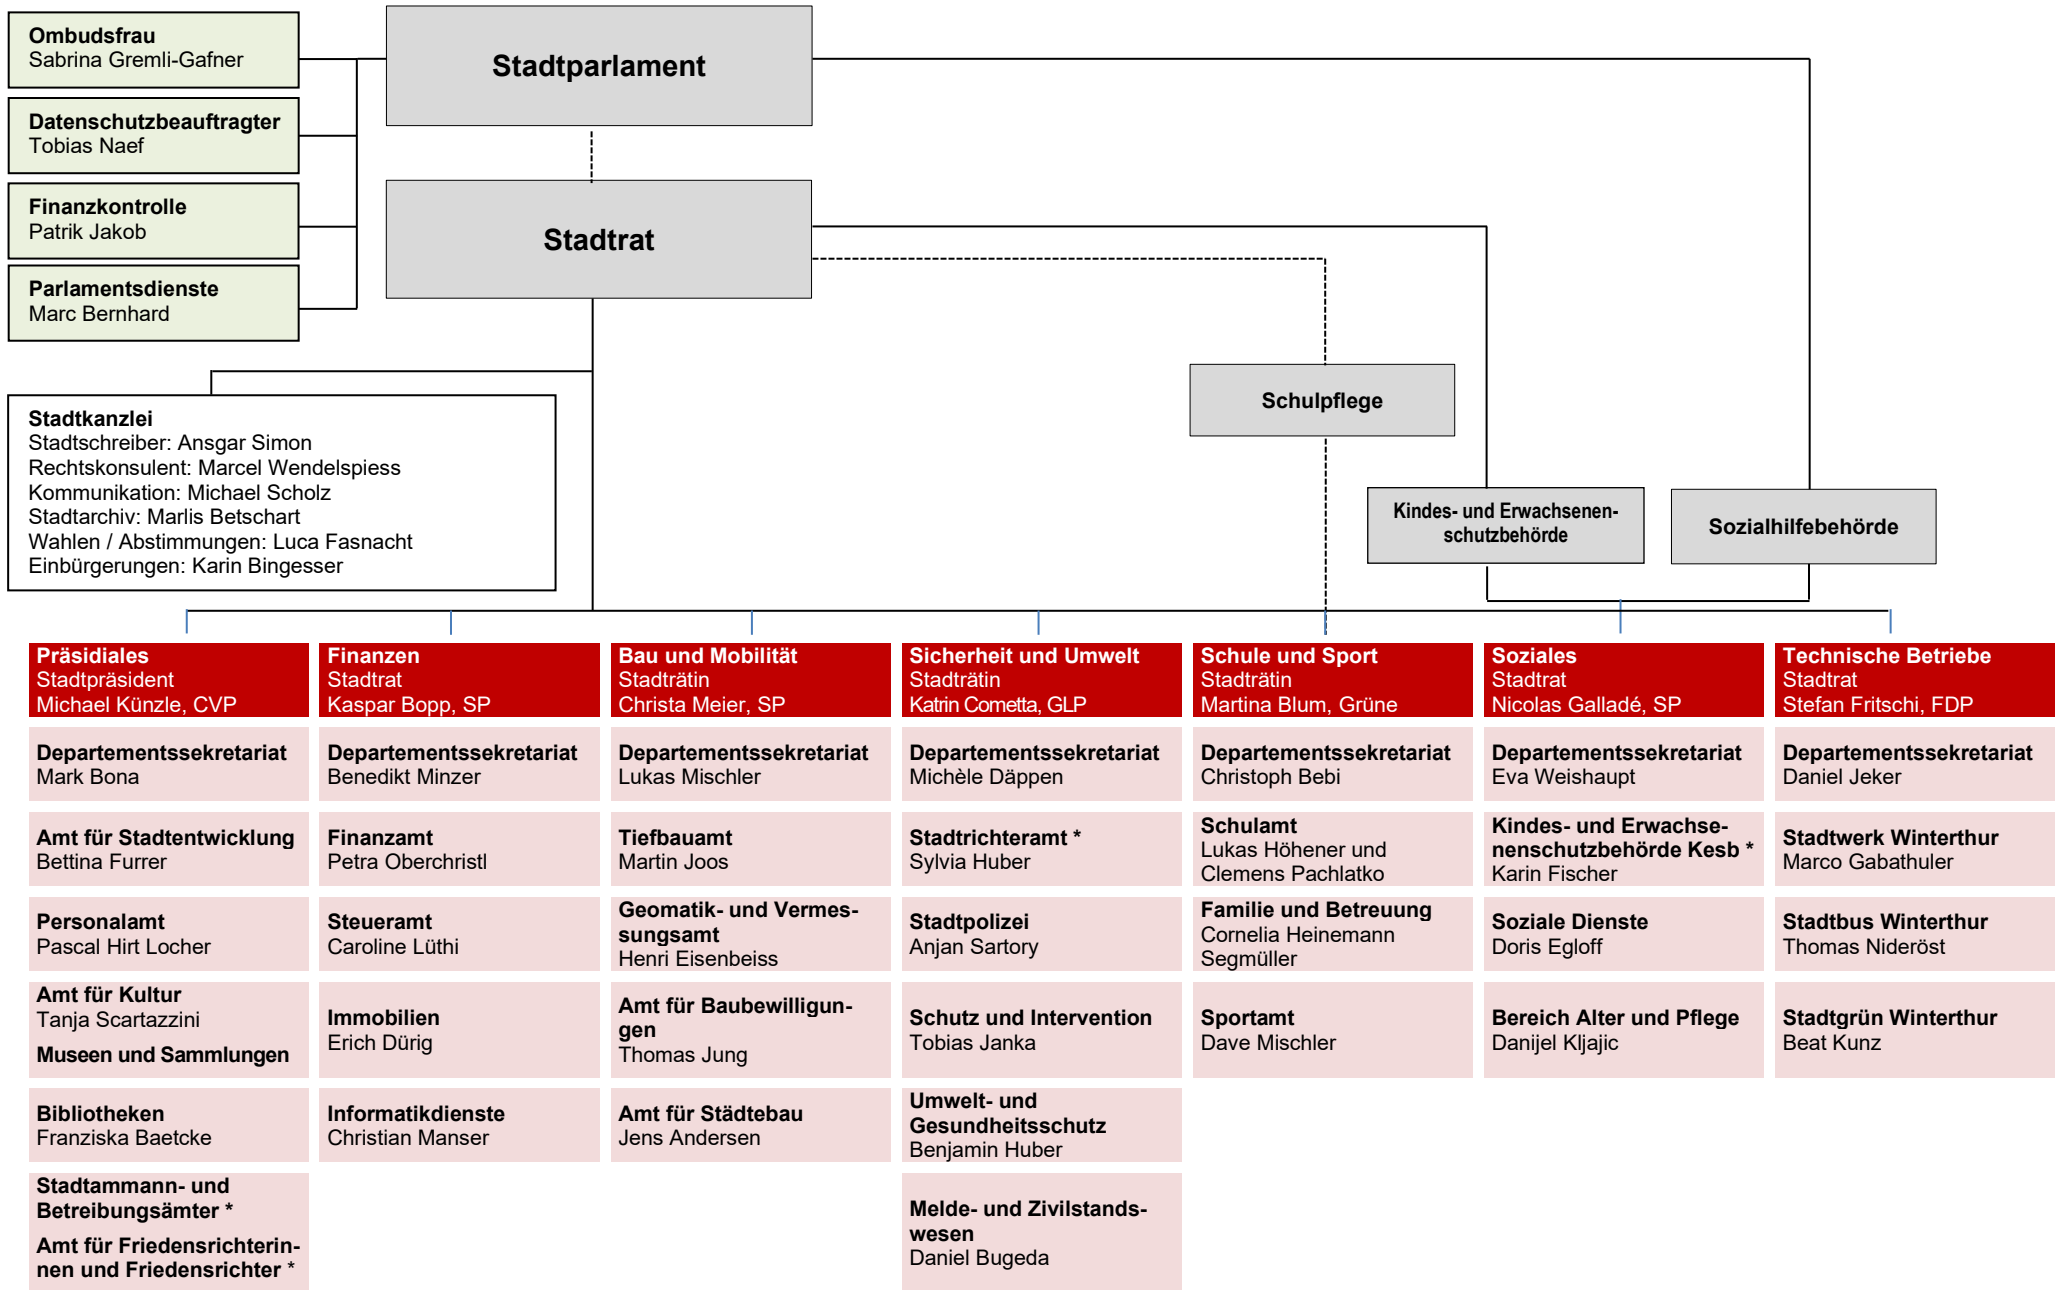 Ombudsfrau
Sabrina Gremli-Gafner
Datenschutzbeauftragter
Tobias Naef
Finanzkontrolle
Patrik Jakob
Parlamentsdienste
Marc Bernhard
Stadtparlament
Stadtrat
Stadtkanzlei
Stadtschreiber: Ansgar Simon
Rechtskonsulent: Marcel Wendelspiess
Kommunikation: Michael Scholz
Stadtarchiv: Marlis Betschart
Wahlen / Abstimmungen: Luca Fasnacht
Einbürgerungen: Karin Bingesser
Schulpflege
Kindes- und Erwachsenen-
schutzbehörde
Sozialhilfebehörde
Präsidiales
Stadtpräsident
Michael Künzle, CVP
Departementssekretariat
Mark Bona
Amt für Stadtentwicklung
Bettina Furrer
Personalamt
Pascal Hirt Locher
Amt für Kultur
Tanja Scartazzini
Museen und Sammlungen
Bibliotheken
Franziska Baetcke
Stadtammann- und
Betreibungsämter *
Amt für Friedensrichterin-
nen und Friedensrichter *
Finanzen
Stadtrat
Kaspar Bopp, SP
Departementssekretariat
Benedikt Minzer
Finanzamt
Petra Oberchristl
Steueramt
Caroline Lüthi
Immobilien
Erich Dürig
Informatikdienste
Christian Manser
Bau und Mobilität
Stadträtin
Christa Meier, SP
Departementssekretariat
Lukas Mischler
Tiefbauamt
Martin Joos
Geomatik- und Vermes-
sungsamt
Henri Eisenbeiss
Amt für Baubewilligun-
gen
Thomas Jung
Amt für Städtebau
Jens Andersen
Sicherheit und Umwelt
Stadträtin
Katrin Cometta, GLP
Departementssekretariat
Michèle Däppen
Stadtrichteramt *
Sylvia Huber
Stadtpolizei
Anjan Sartory
Schutz und Intervention
Tobias Janka
Umwelt- und
Gesundheitsschutz
Benjamin Huber
Melde- und Zivilstands-
wesen
Daniel Bugeda
Schule und Sport
Stadträtin
Martina Blum, Grüne
Departementssekretariat
Christoph Bebi
Schulamt
Lukas Höhener und
Clemens Pachlatko
Familie und Betreuung
Cornelia Heinemann
Segmüller
Sportamt
Dave Mischler
Soziales
Stadtrat
Nicolas Galladé, SP
Departementssekretariat
Eva Weishaupt
Kindes- und Erwachse-
nenschutzbehörde Kesb *
Karin Fischer
Soziale Dienste
Doris Egloff
Bereich Alter und Pflege
Danijel Kljajic
Technische Betriebe
Stadtrat
Stefan Fritschi, FDP
Departementssekretariat
Daniel Jeker
Stadtwerk Winterthur
Marco Gabathuler
Stadtbus Winterthur
Thomas Nideröst
Stadtgrün Winterthur
Beat Kunz